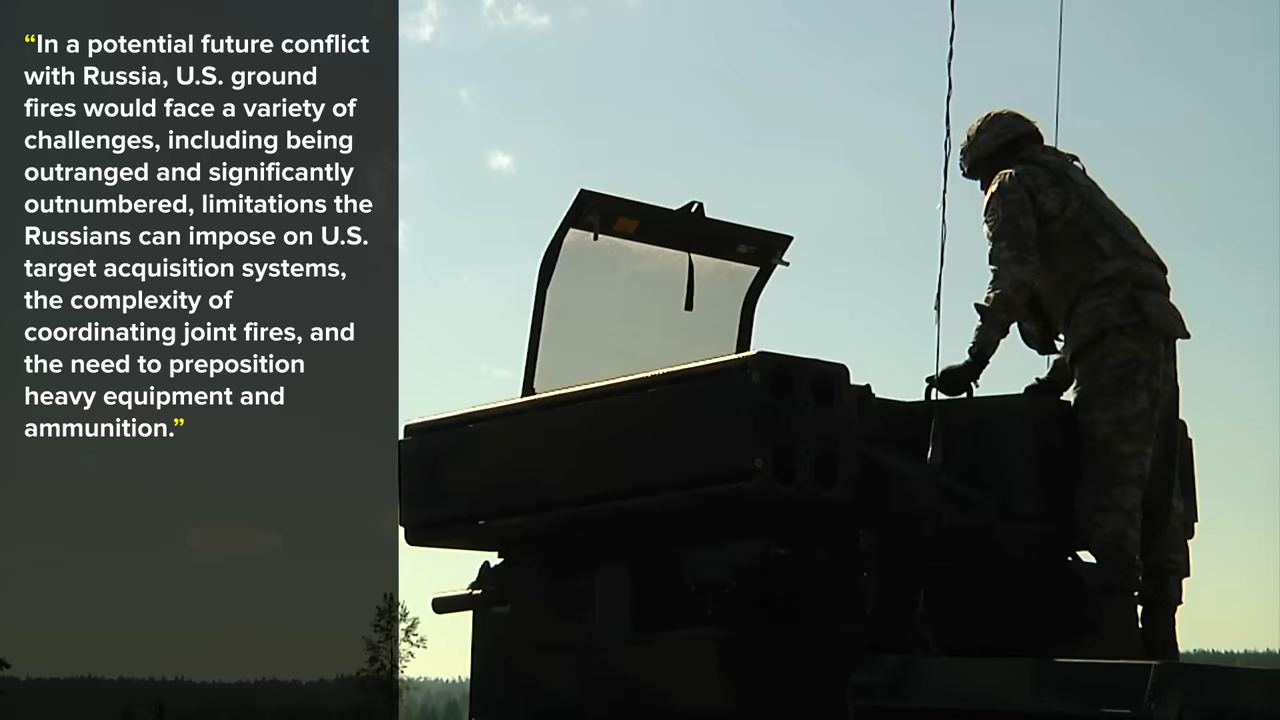 “In a potential future conflict
with Russia, U.S. ground
fires would face a variety of
challenges, including being
outranged and significantly
outnumbered, limitations the
Russians can impose on U.S.
target acquisition systems,
the complexity of
coordinating joint fires, and
the need to preposition
heavy equipment and
ammunition.”